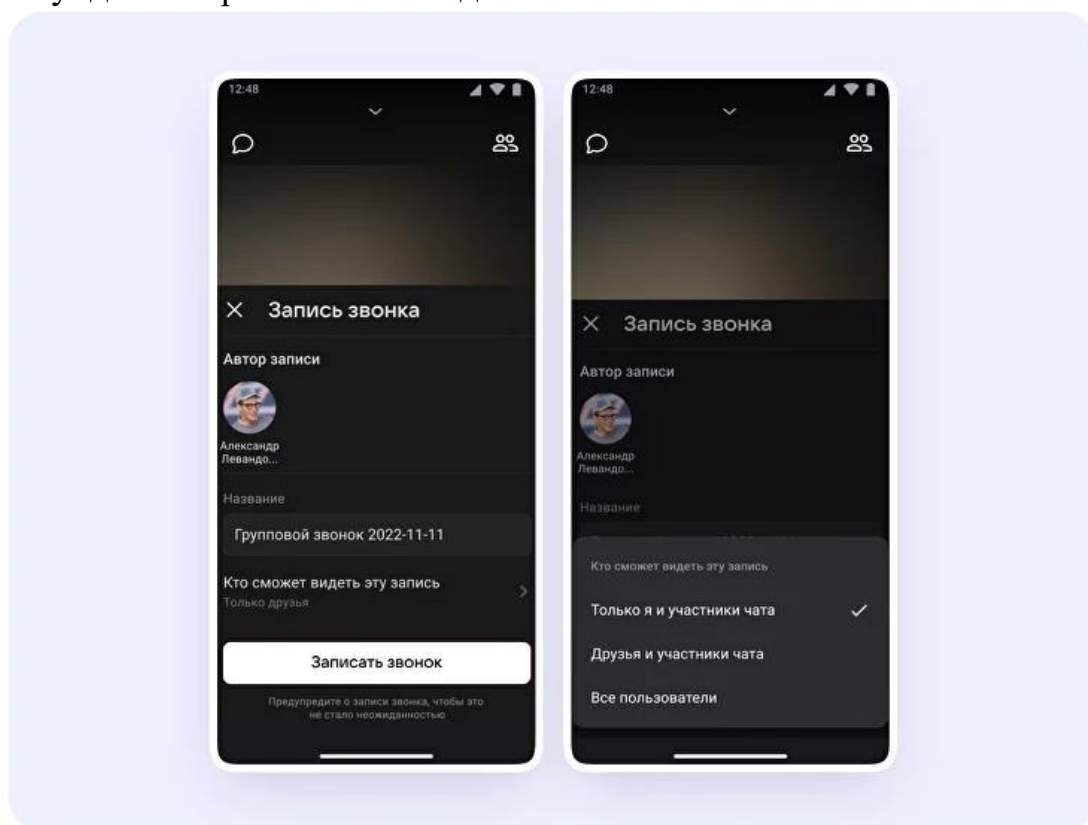 12:48
Запись звонка
Автор записи
Александр
Левандо...
Название
Групповой звонок 2022-11-11
Кто сможет видеть эту запись
Только друзья
Записать звонок
Предупредите о записи звонка, чтобы это
не стало неожиданностью
12:48
Запись звонка
Автор записи
Александр
Левандо...
Название
Кто сможет видеть эту запись
Только я и участники чата
Друзья и участники чата
Все пользователи